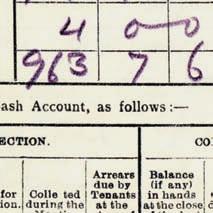 4 0 0
963 7 6
ash Account, as follows:—
ECTION.
CO
Arrears
due by
Tenants
at the
Balance
(if any)
in hands
at the close
for
ion.
Colle ted
during the